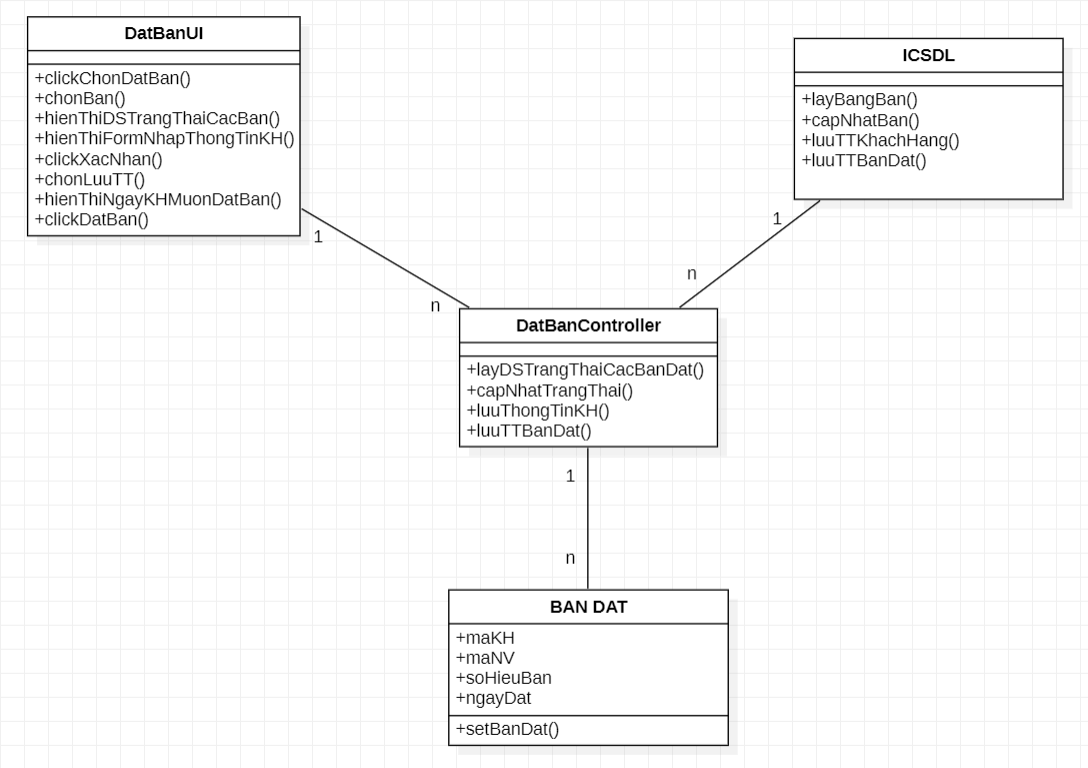 DatBanUI
+clickChonDatBan()
+chonBan()
+hienThiDSTrangThaiCacBan()
+hienThiFormNhapThongTinKH()
+clickXacNhan()
+chonLuuTT()
+hienThiNgayKHMuonDatBan()
+clickDatBan()
ICSDL
+layBangBan()
+capNhatBan()
+luuTTKhachHang()
+luuTTBanDat()
1
n
1
n
DatBanController
+layDSTrangThaiCacBanDat()
+capNhatTrangThai()
+luuThongTinKH()
+luuTTBanDat()
1
n
BAN DAT
+maKH
+maNV
+soHieuBan
+ngayDat
+setBanDat()